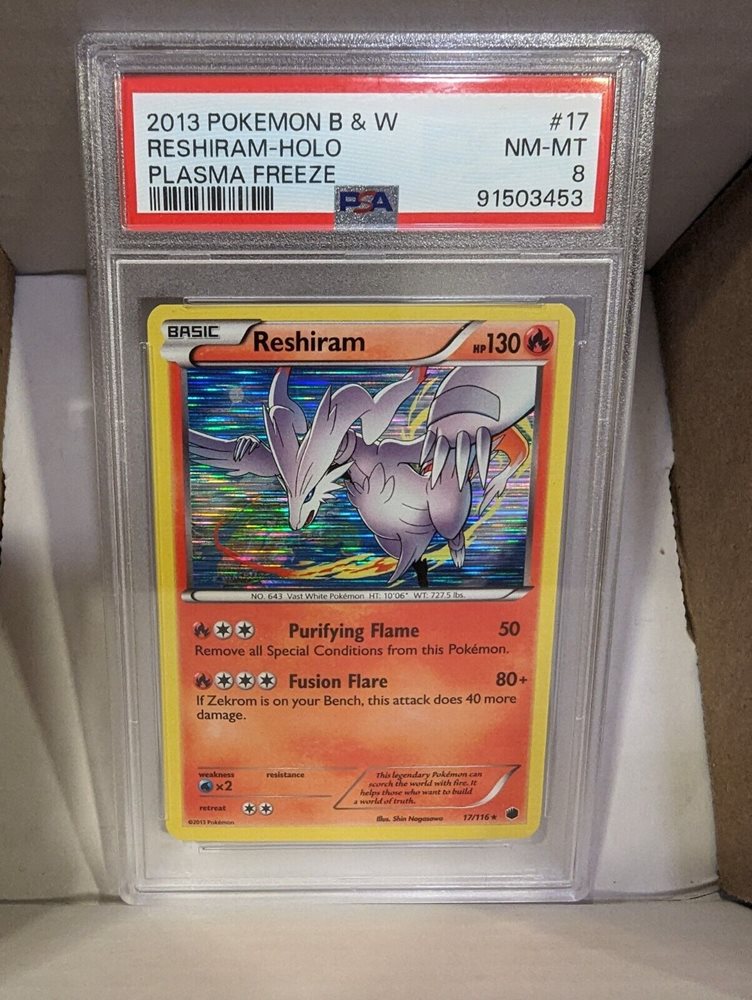 2013 POKEMON B & W #17
RESHIRAM-HOLO NM-MT
PLASMA FREEZE 8
PSA 91503453
BASIC Reshiram HP130
NO. 643 Vast White Pokémon HT: 10'06" WT: 727.5 lbs.
Purifying Flame 50
Remove all Special Conditions from this Pokémon.
Fusion Flare 80+
If Zekrom is on your Bench, this attack does 40 more
damage.
weakness resistance
×2
retreat
This legendary Pokémon can
scorch the world with fire. It
helps those who want to build
a world of truth.
©2013 Pokémon Illus. Shin Nagasawa 17/116 ★